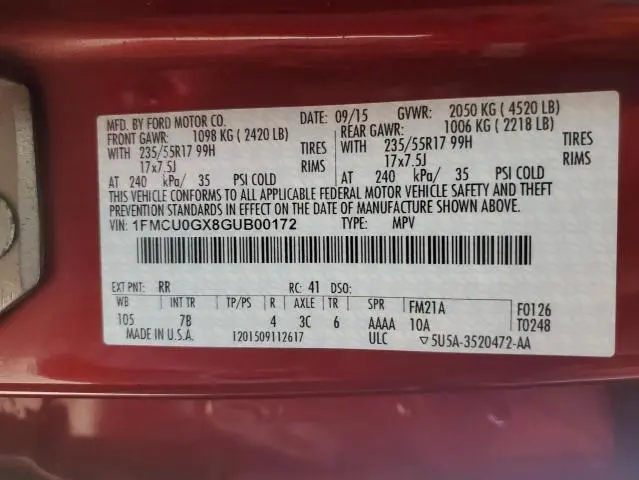 MFD. BY FORD MOTOR CO. DATE: 09/15 GVWR: 2050 KG ( 4520 LB)
FRONT GAWR: 1098 KG ( 2420 LB) REAR GAWR: 1006 KG ( 2218 LB)
WITH 235/55R17 99H TIRES WITH 235/55R17 99H TIRES
17x7.5J RIMS 17x7.5J RIMS
AT 240 kPa/ 35 PSI COLD AT 240 kPa/ 35 PSI COLD
THIS VEHICLE CONFORMS TO ALL APPLICABLE FEDERAL MOTOR VEHICLE SAFETY AND THEFT
PREVENTION STANDARDS IN EFFECT ON THE DATE OF MANUFACTURE SHOWN ABOVE.
VIN: 1FMCU0GX8GUB00172 TYPE: MPV
EXT PNT: RR RC: 41 DSO:
WB INT TR TP/PS R AXLE TR SPR FM21A F0126
105 7B 4 3C 6 AAAA 10A T0248
MADE IN U.S.A. 1201509112617 ULC ▽5U5A-3520472-AA